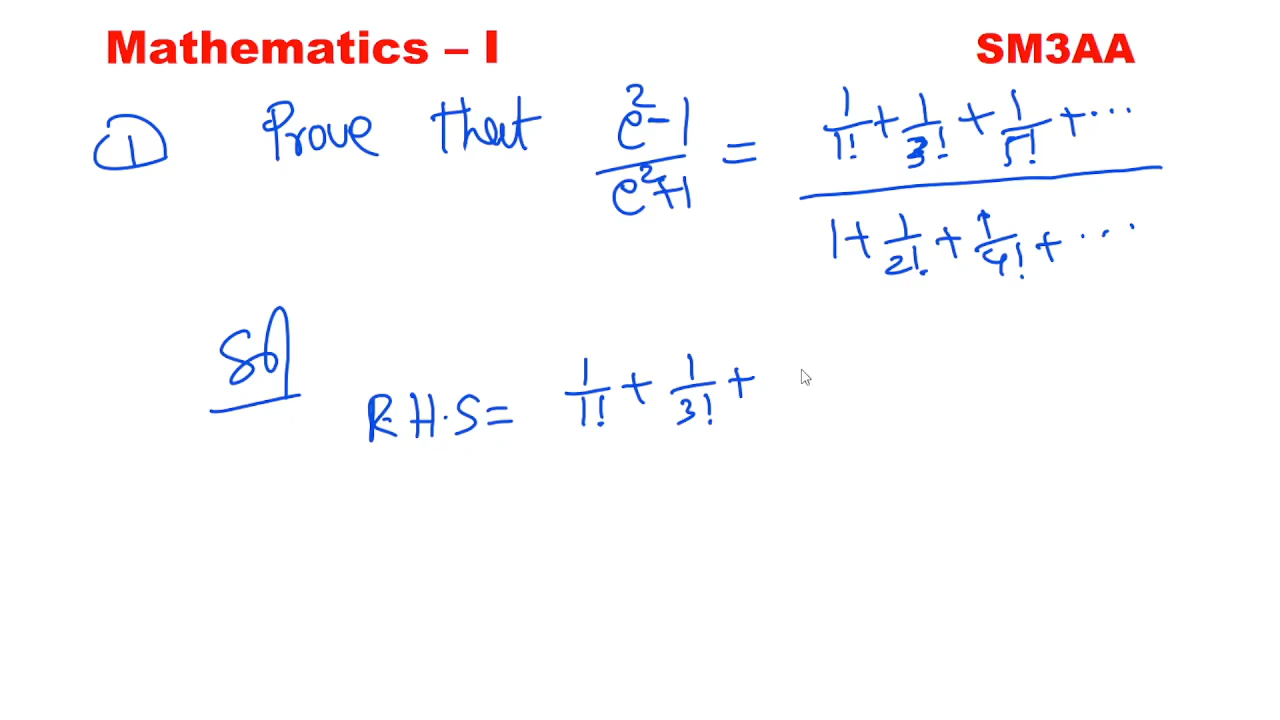 Mathematics – I SM3AA
① Prove that (e²-1)/(e²+1) = (1/1! + 1/3! + 1/5! + ···)/(1 + 1/2! + 1/4! + ···)
Sol
R.H.S = 1/1! + 1/3! +